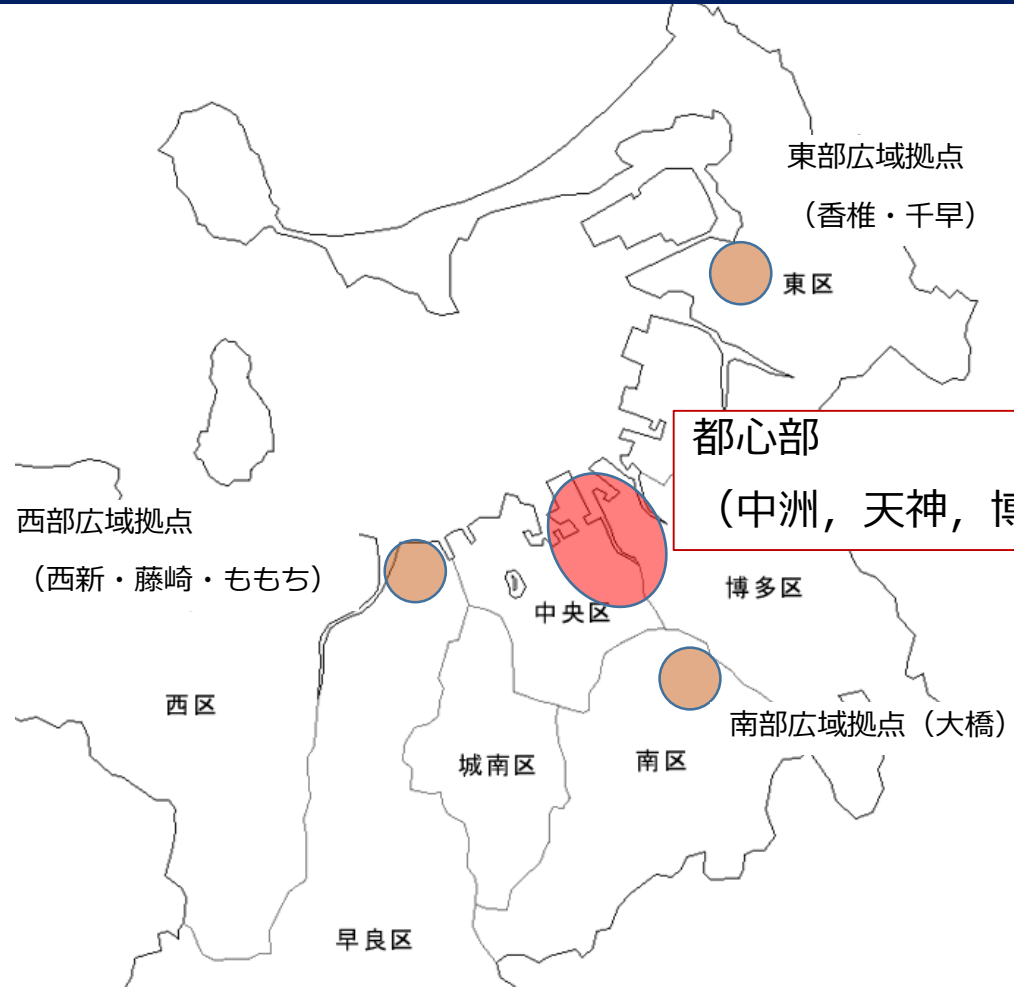 東部広域拠点
（香椎・千早）
東区
都心部
（中洲，天神，博
西部広域拠点
（西新・藤崎・ももち）
博多区
中央区
西区
南部広域拠点（大橋）
城南区
南区
早良区